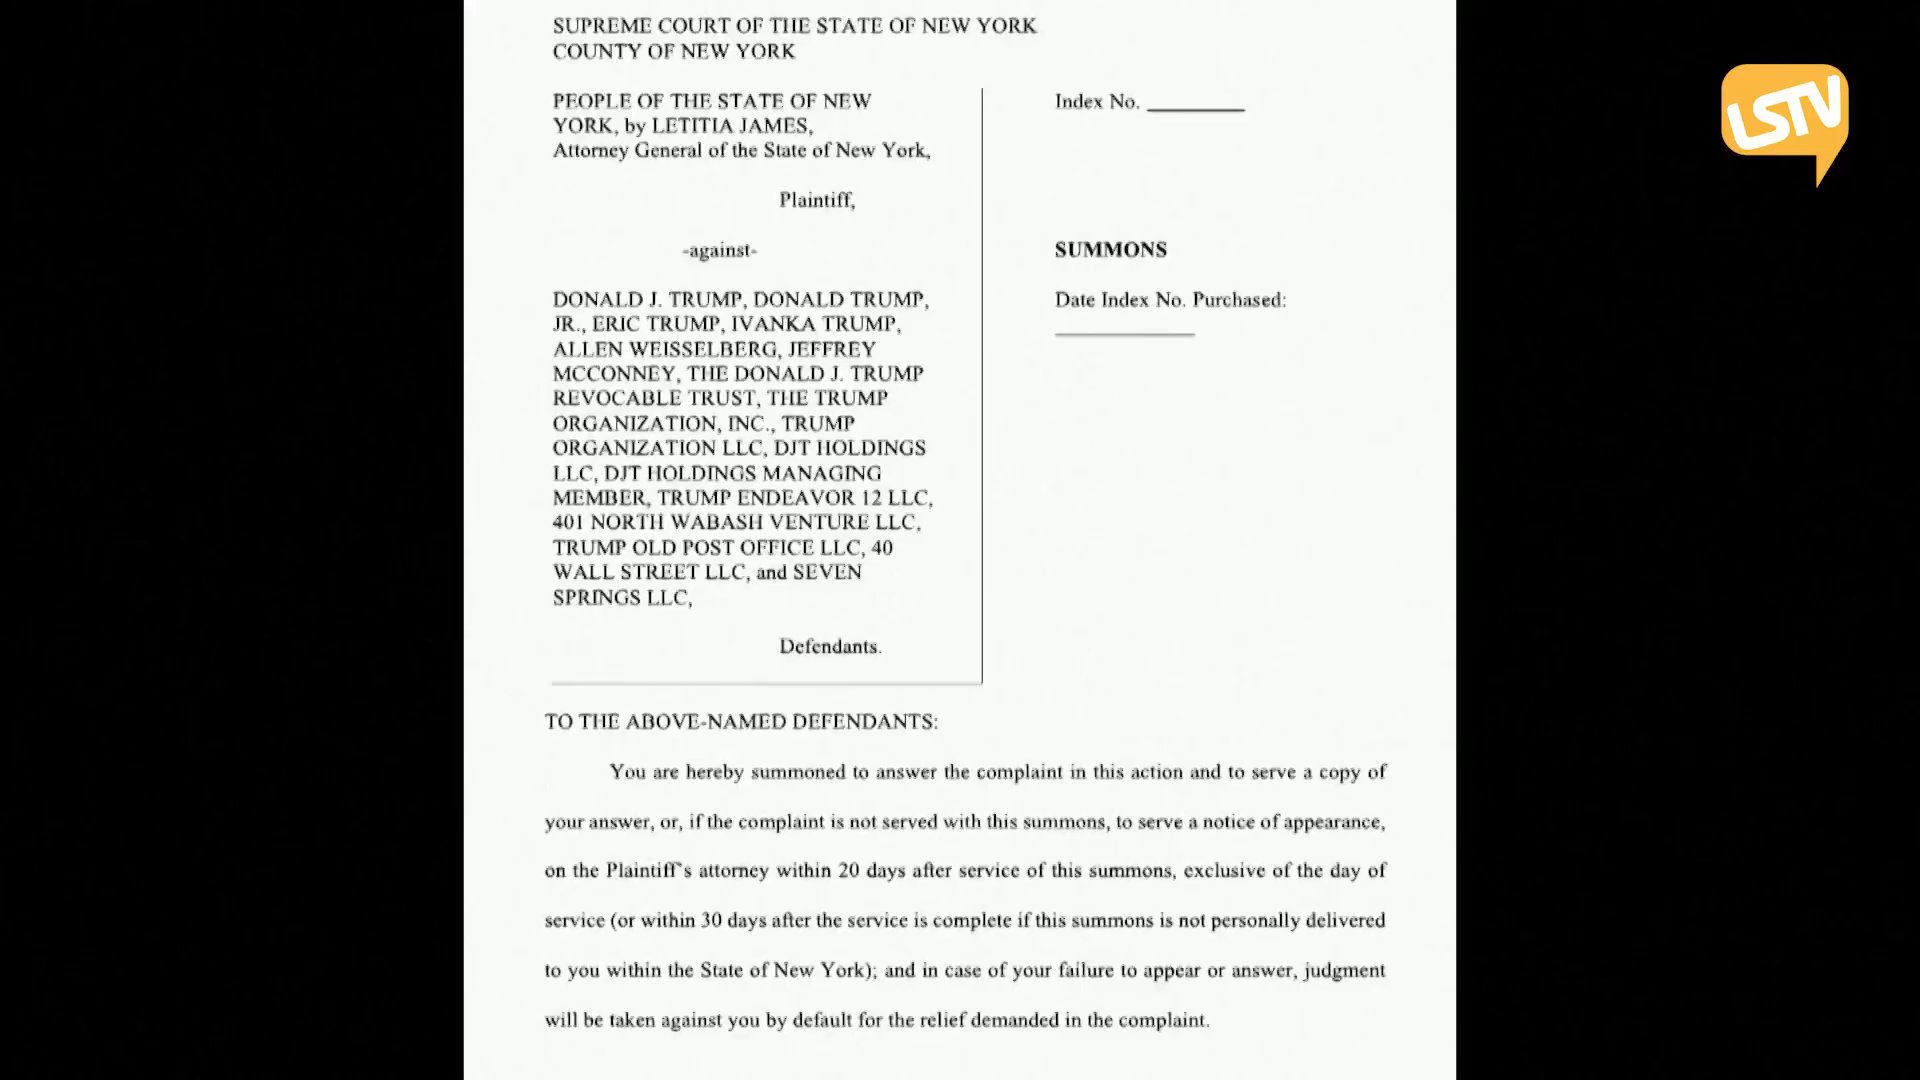 SUPREME COURT OF THE STATE OF NEW YORK
COUNTY OF NEW YORK
PEOPLE OF THE STATE OF NEW
YORK, by LETITIA JAMES,
Attorney General of the State of New York,
Plaintiff,
-against-
DONALD J. TRUMP, DONALD TRUMP,
JR., ERIC TRUMP, IVANKA TRUMP,
ALLEN WEISSELBERG, JEFFREY
MCCONNEY, THE DONALD J. TRUMP
REVOCABLE TRUST, THE TRUMP
ORGANIZATION, INC., TRUMP
ORGANIZATION LLC, DJT HOLDINGS
LLC, DJT HOLDINGS MANAGING
MEMBER, TRUMP ENDEAVOR 12 LLC,
401 NORTH WABASH VENTURE LLC,
TRUMP OLD POST OFFICE LLC, 40
WALL STREET LLC, and SEVEN
SPRINGS LLC,
Defendants.
Index No. __________
SUMMONS
Date Index No. Purchased:
______________
TO THE ABOVE-NAMED DEFENDANTS:
You are hereby summoned to answer the complaint in this action and to serve a copy of
your answer, or, if the complaint is not served with this summons, to serve a notice of appearance,
on the Plaintiff's attorney within 20 days after service of this summons, exclusive of the day of
service (or within 30 days after the service is complete if this summons is not personally delivered
to you within the State of New York); and in case of your failure to appear or answer, judgment
will be taken against you by default for the relief demanded in the complaint.
LSTV